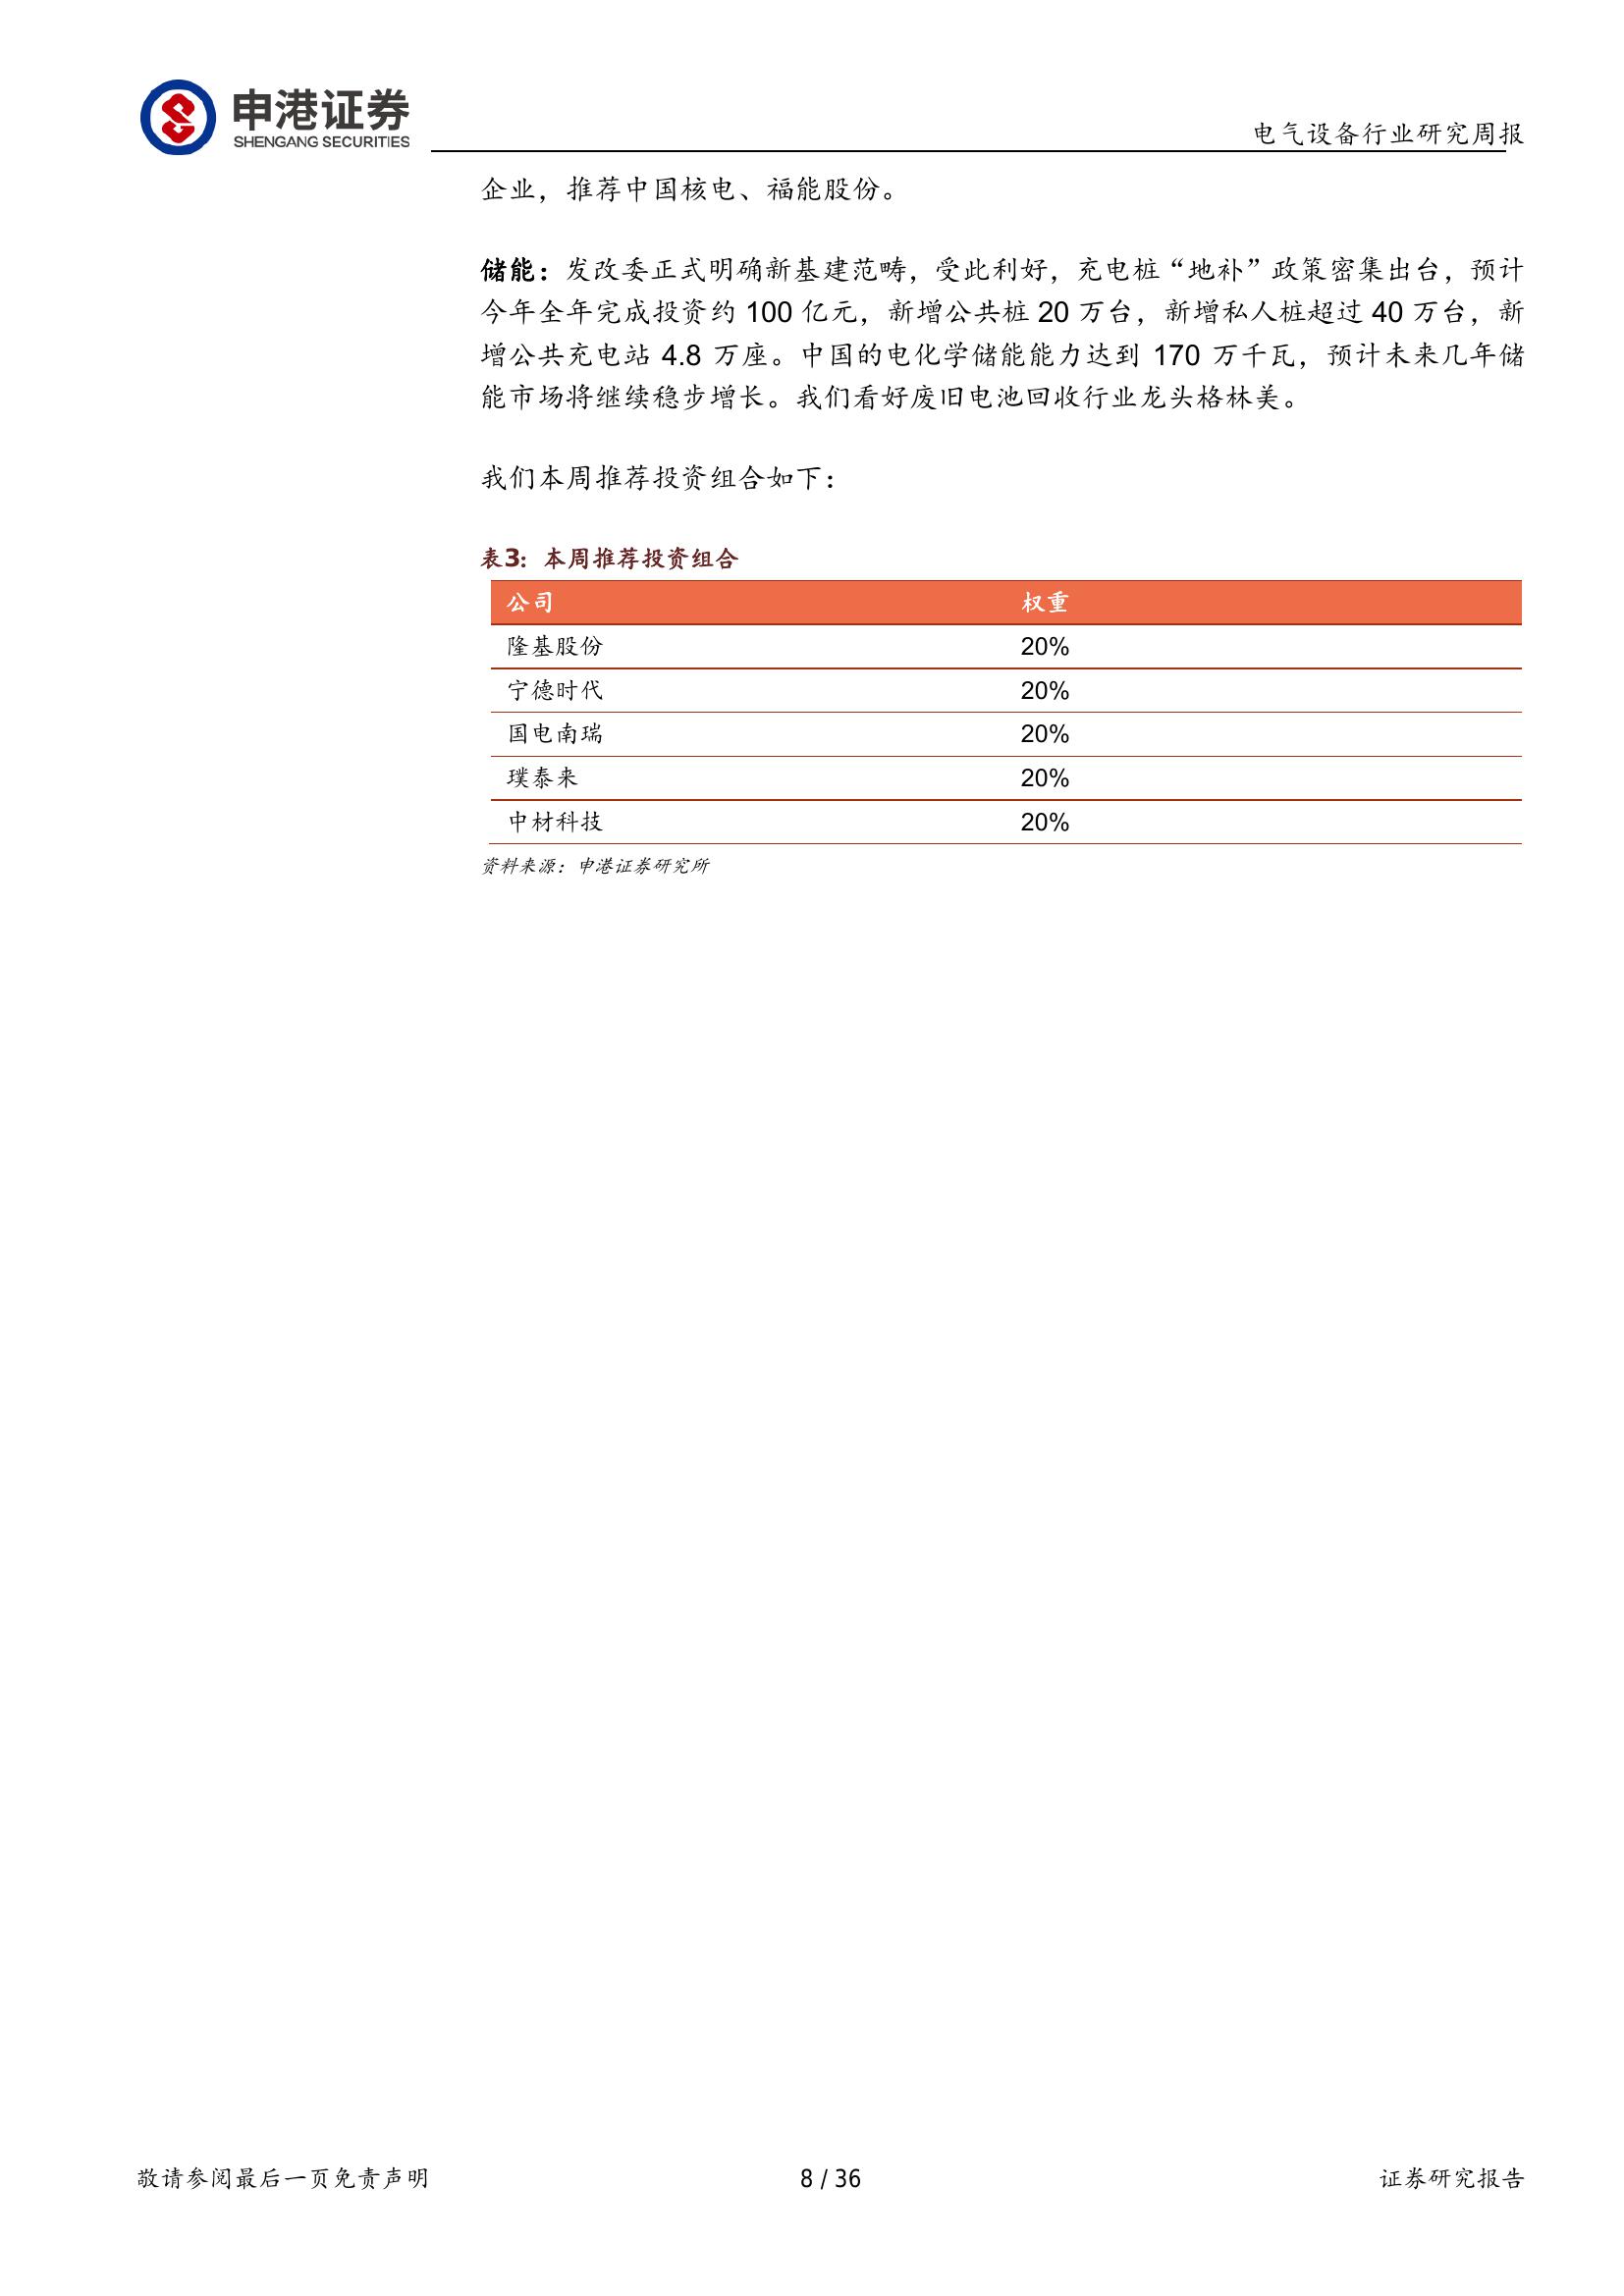 申港证券
SHENGANG SECURITIES
电气设备行业研究周报
企业，推荐中国核电、福能股份。
储能：发改委正式明确新基建范畴，受此利好，充电桩“地补”政策密集出台，预计
今年全年完成投资约 100 亿元，新增公共桩 20 万台，新增私人桩超过 40 万台，新
增公共充电站 4.8 万座。中国的电化学储能能力达到 170 万千瓦，预计未来几年储
能市场将继续稳步增长。我们看好废旧电池回收行业龙头格林美。
我们本周推荐投资组合如下：
表3：本周推荐投资组合
公司 权重
隆基股份 20%
宁德时代 20%
国电南瑞 20%
璞泰来 20%
中材科技 20%
资料来源：申港证券研究所
敬请参阅最后一页免责声明 8 / 36 证券研究报告